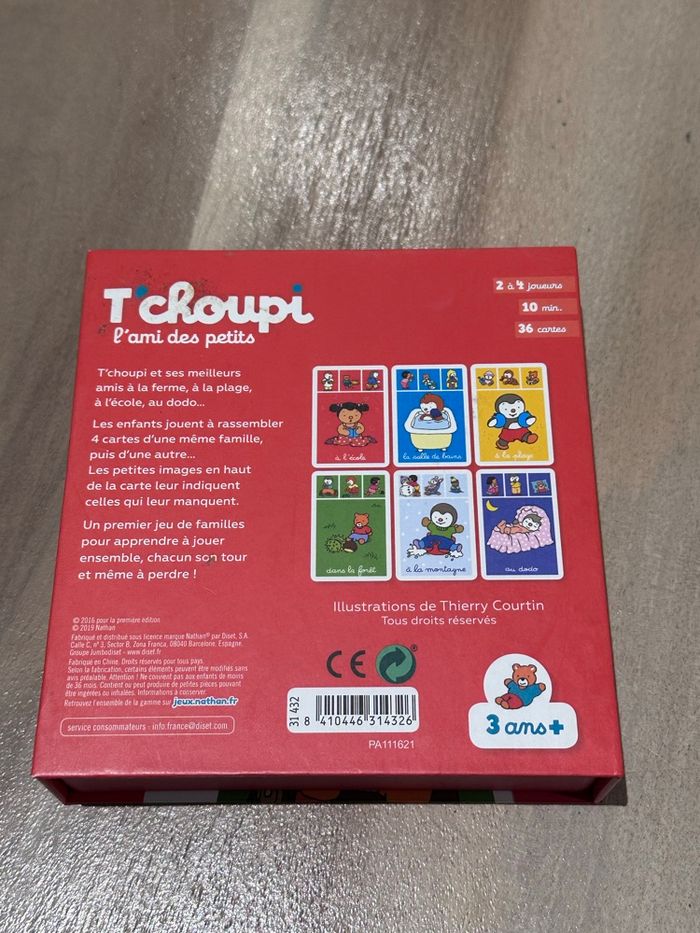 T'choupi
l'ami des petits
2 à 4 joueurs
10 min.
36 cartes
T'choupi et ses meilleurs
amis à la ferme, à la plage,
à l'école, au dodo...
Les enfants jouent à rassembler
4 cartes d'une même famille,
puis d'une autre...
Les petites images en haut
de la carte leur indiquent
celles qui leur manquent.
Un premier jeu de familles
pour apprendre à jouer
ensemble, chacun son tour
et même à perdre !
à l'école
la salle de bains
à la plage
dans la forêt
à la montagne
au dodo
Illustrations de Thierry Courtin
Tous droits réservés
© 2016 pour la première édition
© 2019 Nathan
Fabriqué et distribué sous licence marque Nathan® par Diset, S.A.
Calle C, n° 3, Sector B, Zona Franca, 08040 Barcelone, Espagne.
Groupe Jumbodiset - www.diset.fr
Fabriqué en Chine. Droits réservés pour tous pays.
Selon la fabrication, certains éléments peuvent être modifiés sans
avis préalable. Attention ! Ne convient pas aux enfants de moins
de 36 mois. Contient ou peut produire de petites pièces pouvant
être ingérées ou inhalées. Informations à conserver.
Retrouvez l'ensemble de la gamme sur jeux.nathan.fr
service consommateurs - info.france@diset.com
CE
31 432
8 410446 314326
PA111621
3 ans+